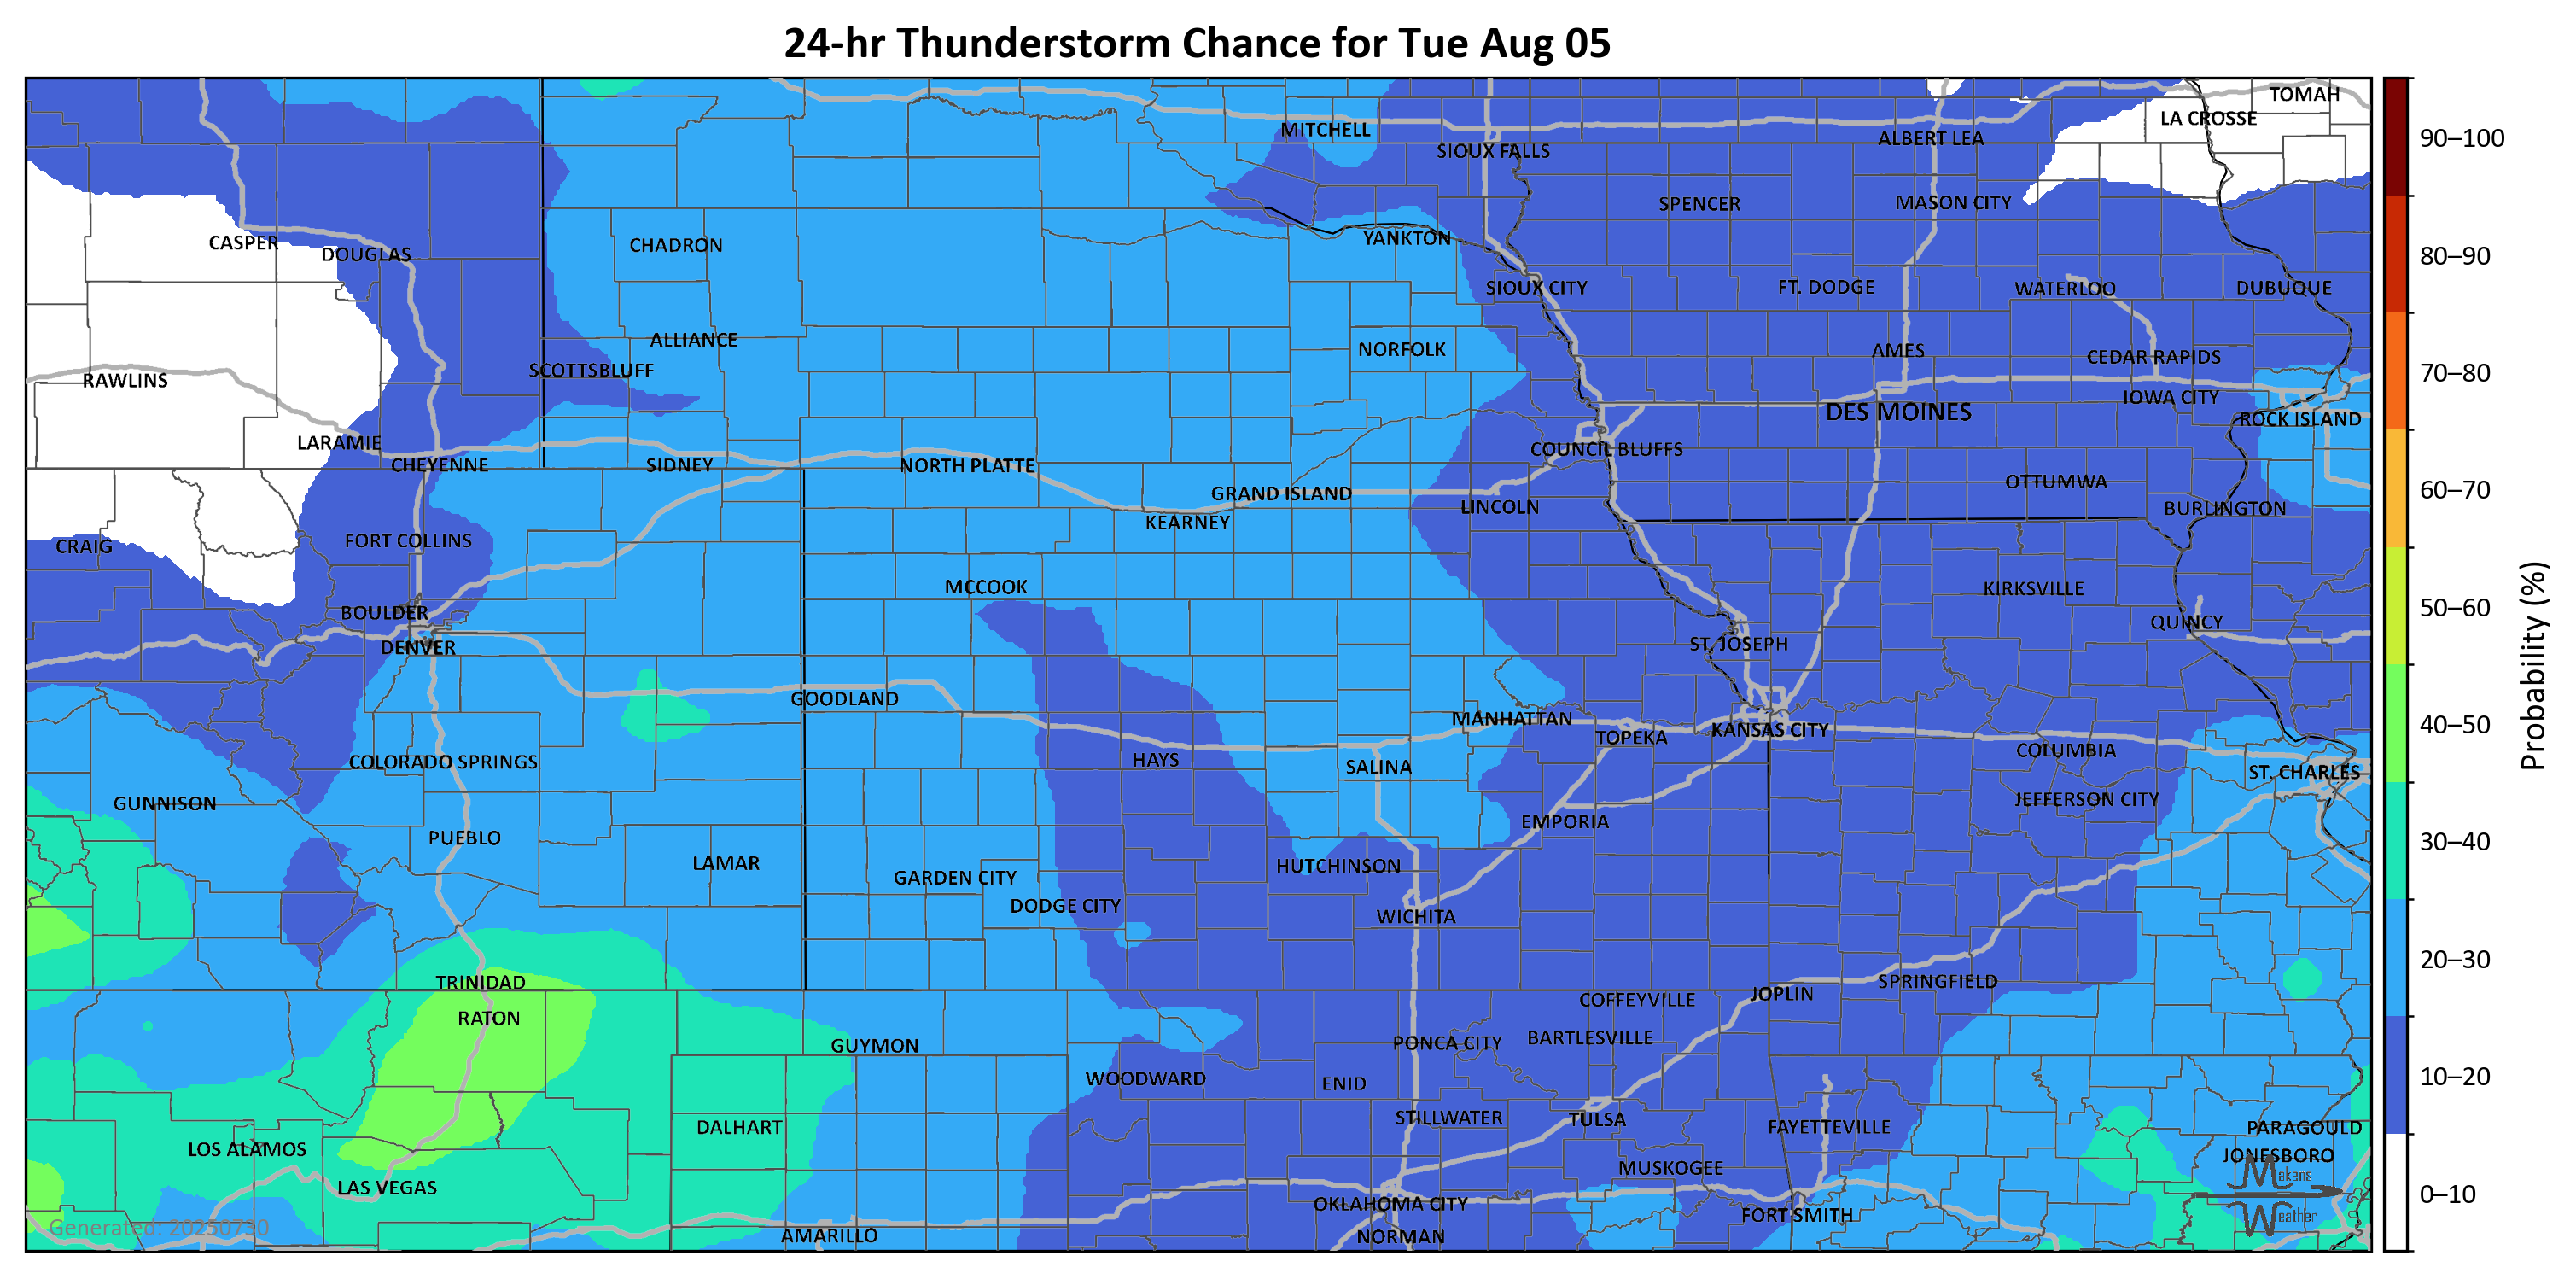 24-hr Thunderstorm Chance for Tue Aug 05
TOMAH
LA CROSSE
MITCHELL
ALBERT LEA
SIOUX FALLS
SPENCER
MASON CITY
CASPER
DOUGLAS
CHADRON
YANKTON
SIOUX CITY
FT. DODGE
WATERLOO
DUBUQUE
ALLIANCE
NORFOLK
AMES
CEDAR RAPIDS
RAWLINS
SCOTTSBLUFF
IOWA CITY
DES MOINES
ROCK ISLAND
LARAMIE
COUNCIL BLUFFS
CHEYENNE
SIDNEY
NORTH PLATTE
OTTUMWA
GRAND ISLAND
LINCOLN
BURLINGTON
KEARNEY
CRAIG
FORT COLLINS
MCCOOK
KIRKSVILLE
BOULDER
QUINCY
DENVER
ST. JOSEPH
GOODLAND
MANHATTAN
TOPEKA
KANSAS CITY
COLUMBIA
COLORADO SPRINGS
HAYS
SALINA
ST. CHARLES
GUNNISON
JEFFERSON CITY
EMPORIA
PUEBLO
LAMAR
HUTCHINSON
GARDEN CITY
DODGE CITY
WICHITA
TRINIDAD
SPRINGFIELD
JOPLIN
COFFEYVILLE
RATON
BARTLESVILLE
PONCA CITY
GUYMON
WOODWARD
ENID
STILLWATER
TULSA
DALHART
FAYETTEVILLE
PARAGOULD
LOS ALAMOS
JONESBORO
MUSKOGEE
LAS VEGAS
OKLAHOMA CITY
FORT SMITH
AMARILLO
NORMAN
Makens
Weather
Generated: 20250730
90–100
80–90
70–80
60–70
50–60
40–50
30–40
20–30
10–20
0–10
Probability (%)